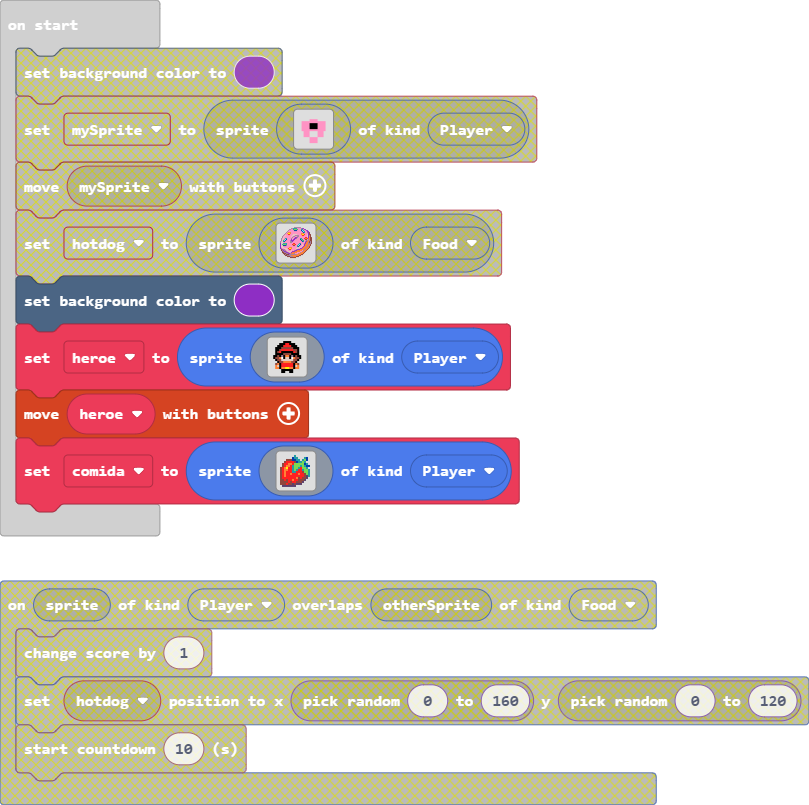 on start
set background color to
set mySprite to sprite of kind Player
move mySprite with buttons
set hotdog to sprite of kind Food
set background color to
set heroe to sprite of kind Player
move heroe with buttons
set comida to sprite of kind Player
on sprite of kind Player overlaps otherSprite of kind Food
change score by 1
set hotdog position to x pick random 0 to 160 y pick random 0 to 120
start countdown 10 (s)